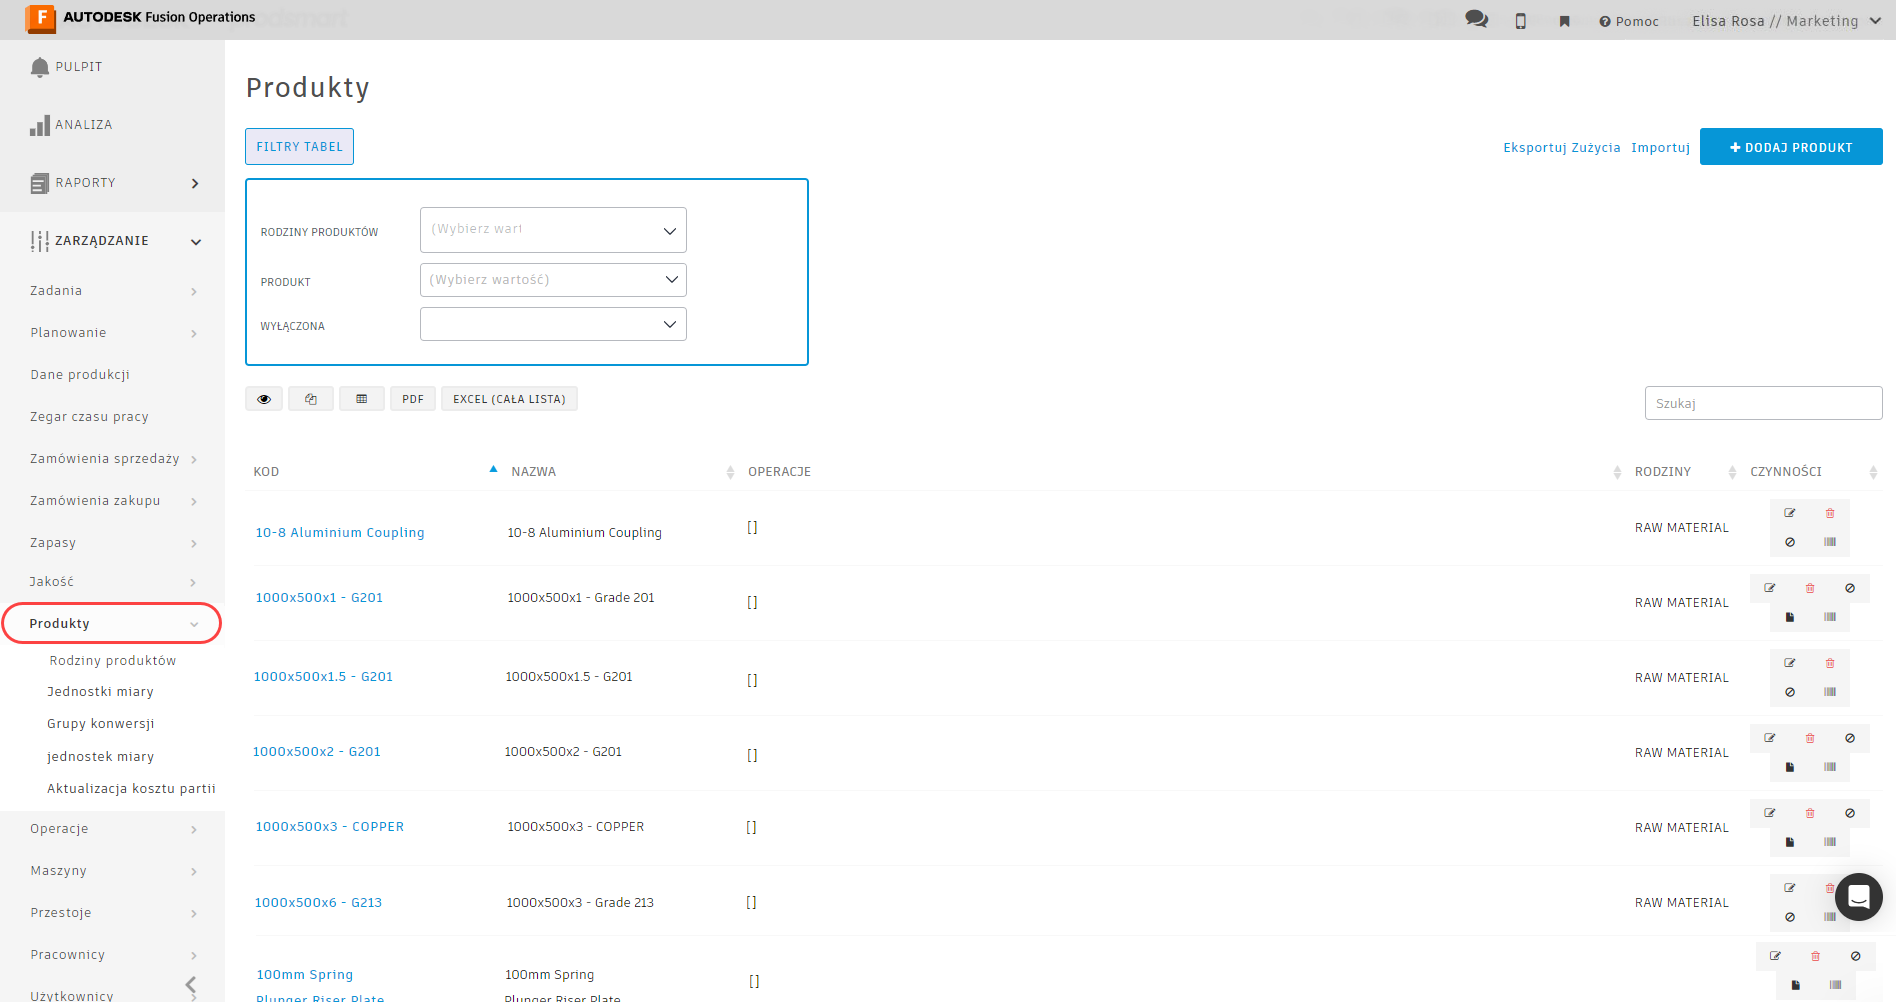 AUTODESK Fusion Operations
Pomoc
Elisa Rosa // Marketing
PULPIT
ANALIZA
RAPORTY
ZARZĄDZANIE
Zadania
Planowanie
Dane produkcji
Zegar czasu pracy
Zamówienia sprzedaży
Zamówienia zakupu
Zapasy
Jakość
Produkty
Rodziny produktów
Jednostki miary
Grupy konwersji
jednostek miary
Aktualizacja kosztu partii
Operacje
Maszyny
Przestoje
Pracownicy
Użytkownicy
Produkty
FILTRY TABEL
Eksportuj Zużycia Importuj
DODAJ PRODUKT
RODZINY PRODUKTÓW (Wybierz wart
PRODUKT (Wybierz wartość)
WYŁĄCZONA
PDF
EXCEL (CAŁA LISTA)
Szukaj
KOD NAZWA OPERACJE RODZINY CZYNNOŚCI
10-8 Aluminium Coupling 10-8 Aluminium Coupling [] RAW MATERIAL
1000x500x1 - G201 1000x500x1 - Grade 201 [] RAW MATERIAL
1000x500x1.5 - G201 1000x500x1.5 - G201 [] RAW MATERIAL
1000x500x2 - G201 1000x500x2 - G201 [] RAW MATERIAL
1000x500x3 - COPPER 1000x500x3 - COPPER [] RAW MATERIAL
1000x500x6 - G213 1000x500x3 - Grade 213 [] RAW MATERIAL
100mm Spring 100mm Spring []
Plunger Riser Plate Plunger Riser Plate